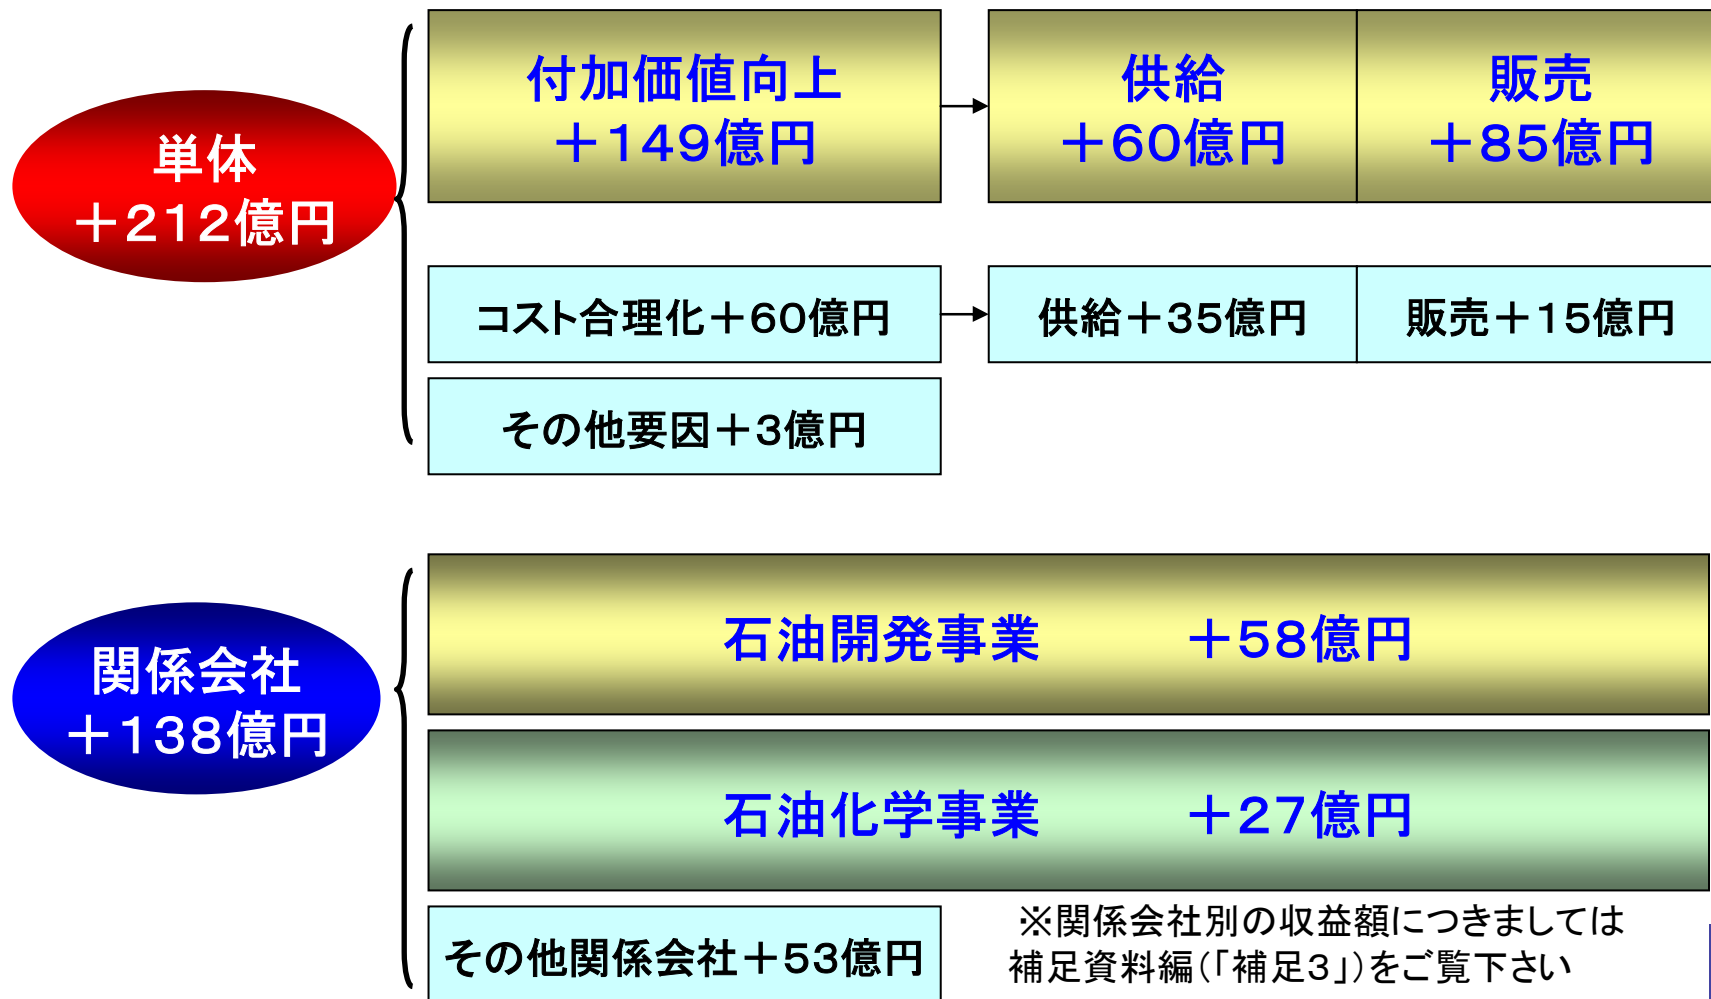 単体
＋212億円
付加価値向上
＋149億円
供給
＋60億円
販売
＋85億円
コスト合理化＋60億円
供給＋35億円
販売＋15億円
その他要因＋3億円
関係会社
＋138億円
石油開発事業　　＋58億円
石油化学事業　　＋27億円
その他関係会社＋53億円
※関係会社別の収益額につきましては
補足資料編（「補足3」）をご覧下さい